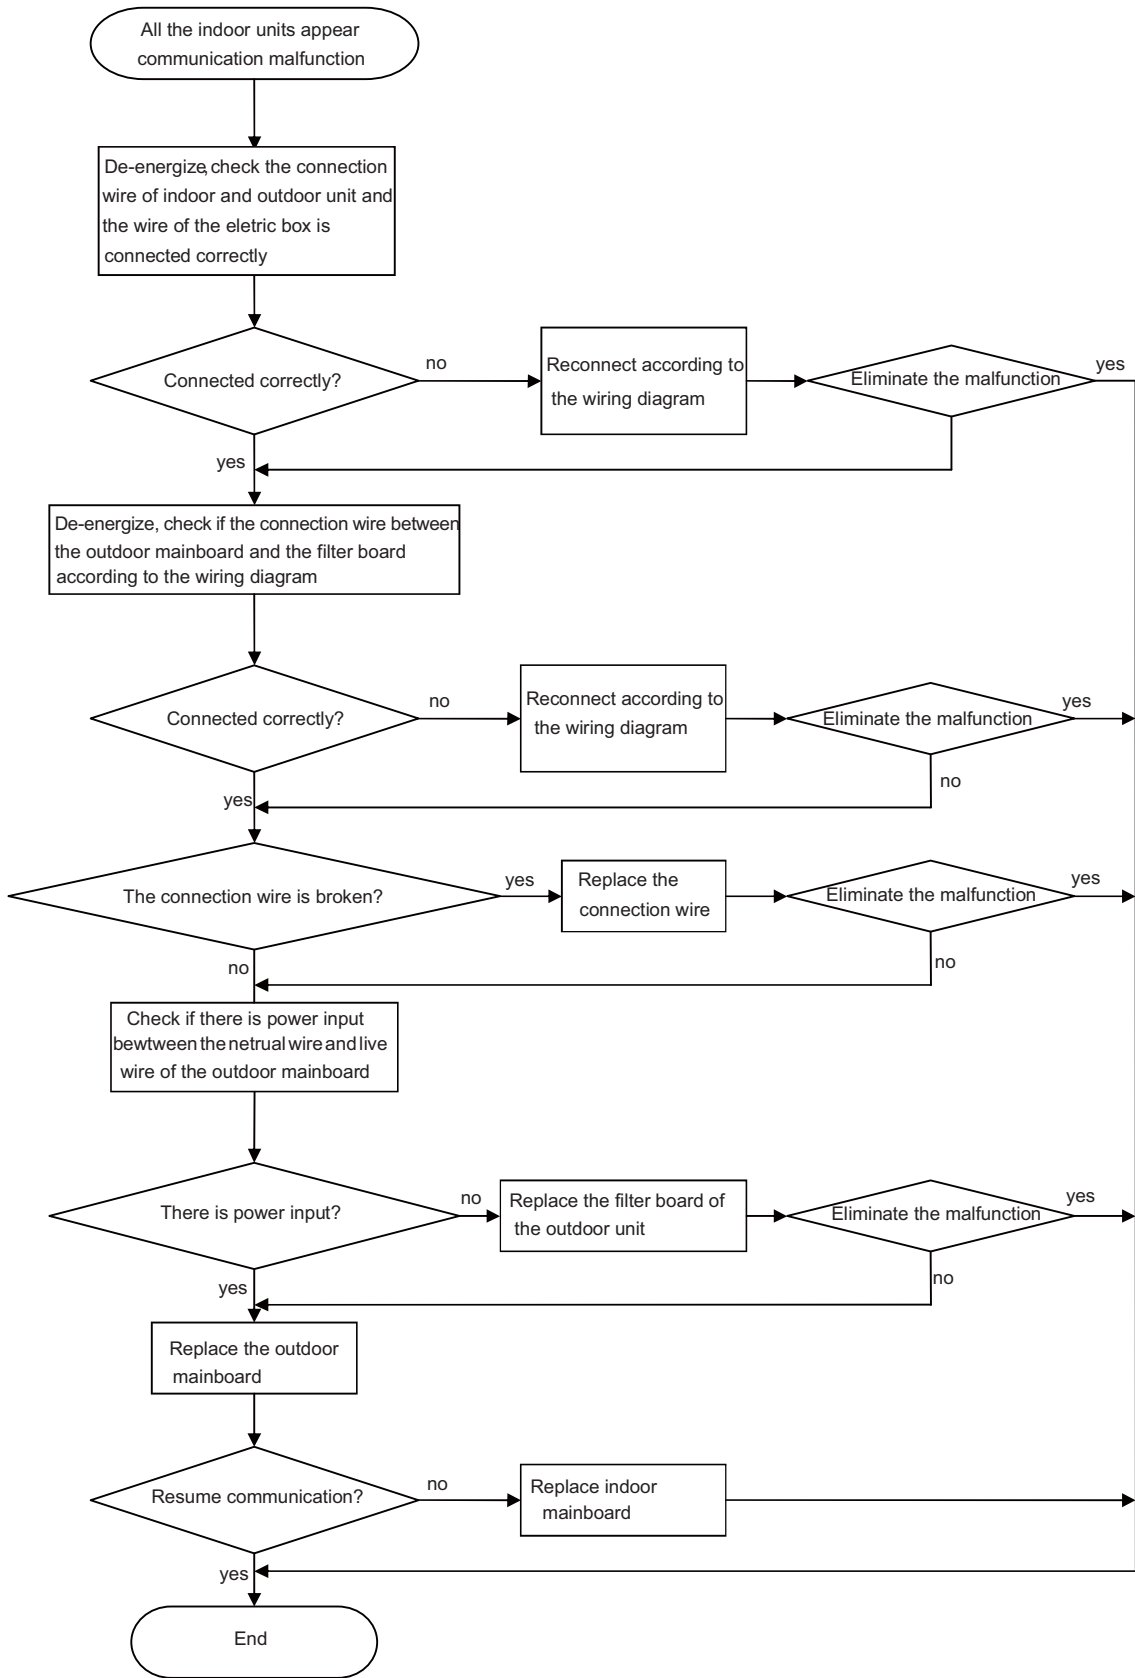 All the indoor units appear
communication malfunction
De-energize, check the connection
wire of indoor and outdoor unit and
the wire of the eletric box is
connected correctly
Connected correctly?
no
Reconnect according to
the wiring diagram
Eliminate the malfunction
yes
yes
De-energize, check if the connection wire between
the outdoor mainboard and the filter board
according to the wiring diagram
Connected correctly?
no
Reconnect according to
the wiring diagram
Eliminate the malfunction
yes
no
yes
The connection wire is broken?
yes
Replace the
connection wire
Eliminate the malfunction
yes
no
no
Check if there is power input
bewtween the netrual wire and live
wire of the outdoor mainboard
There is power input?
no
Replace the filter board of
the outdoor unit
Eliminate the malfunction
yes
no
yes
Replace the outdoor
mainboard
Resume communication?
no
Replace indoor
mainboard
yes
End